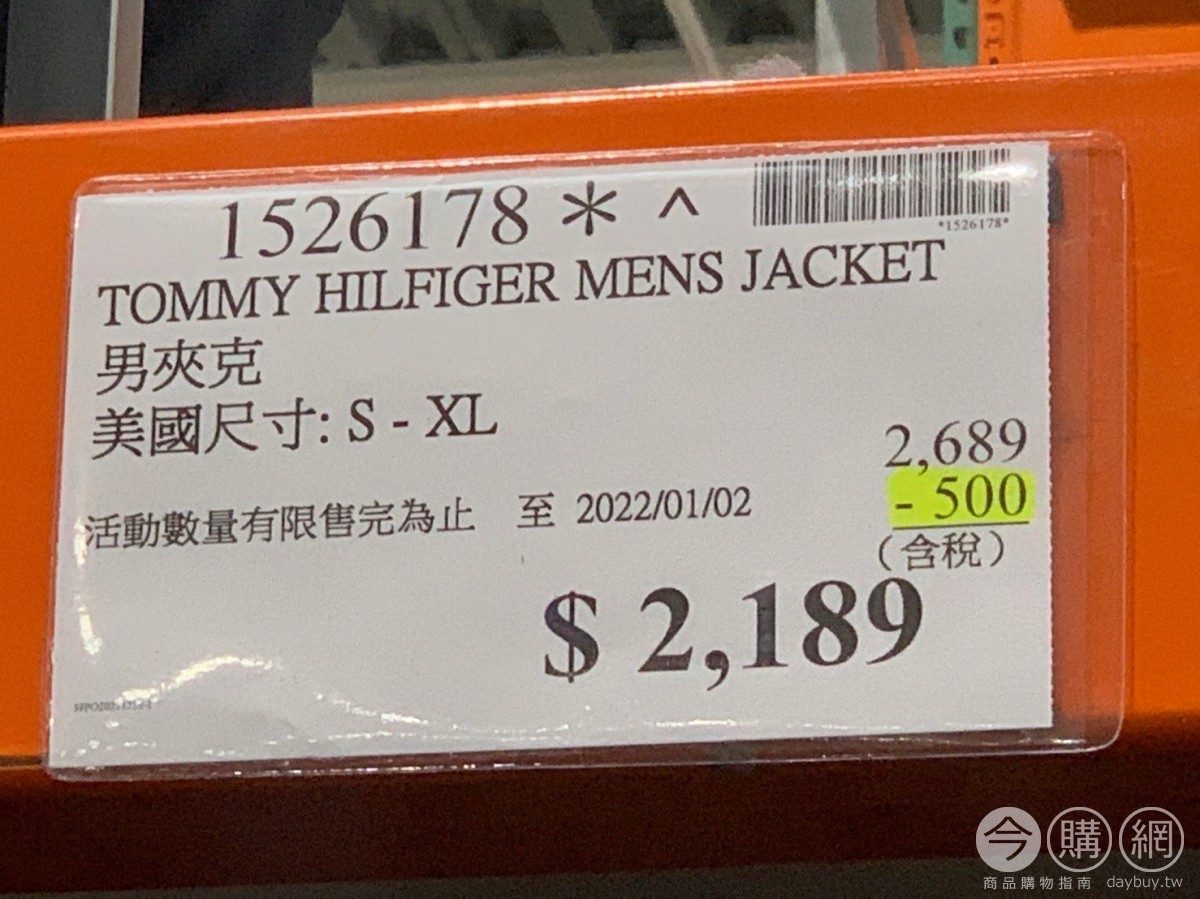 1526178 * ^
*1526178*
TOMMY HILFIGER MENS JACKET
男夾克
美國尺寸: S - XL
2,689
- 500
活動數量有限售完為止 至 2022/01/02
(含稅)
$ 2,189
今購網
商品購物指南 daybuy.tw